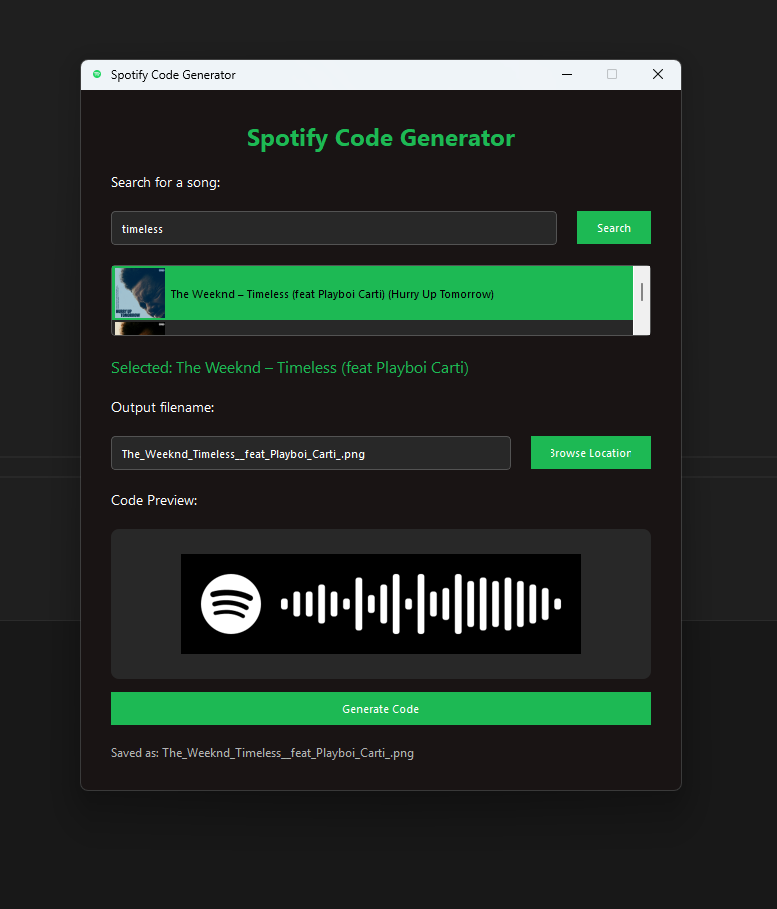 Spotify Code Generator
Spotify Code Generator
Search for a song:
timeless
Search
The Weeknd – Timeless (feat Playboi Carti) (Hurry Up Tomorrow)
Selected: The Weeknd – Timeless (feat Playboi Carti)
Output filename:
The_Weeknd_Timeless__feat_Playboi_Carti_.png
Browse Location
Code Preview:
Generate Code
Saved as: The_Weeknd_Timeless__feat_Playboi_Carti_.png